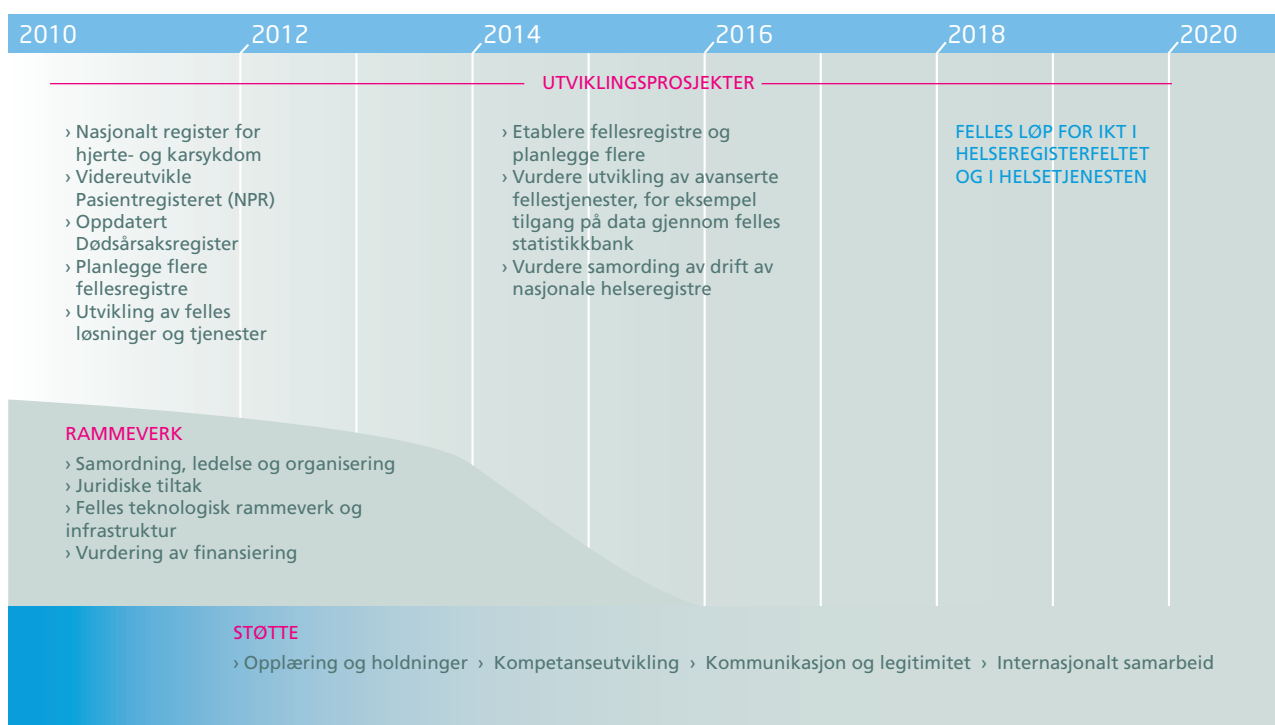 2010 2012 2014 2016 2018 2020
UTVIKLINGSPROSJEKTER
› Nasjonalt register for
hjerte- og karsykdom
› Videreutvikle
Pasientregisteret (NPR)
› Oppdatert
Dødsårsaksregister
› Planlegge flere
fellesregistre
› Utvikling av felles
løsninger og tjenester
› Etablere fellesregistre og
planlegge flere
› Vurdere utvikling av avanserte
fellestjenester, for eksempel
tilgang på data gjennom felles
statistikkbank
› Vurdere samording av drift av
nasjonale helseregistre
FELLES LØP FOR IKT I
HELSEREGISTERFELTET
OG I HELSETJENESTEN
RAMMEVERK
› Samordning, ledelse og organisering
› Juridiske tiltak
› Felles teknologisk rammeverk og
infrastruktur
› Vurdering av finansiering
STØTTE
› Opplæring og holdninger › Kompetanseutvikling › Kommunikasjon og legitimitet › Internasjonalt samarbeid